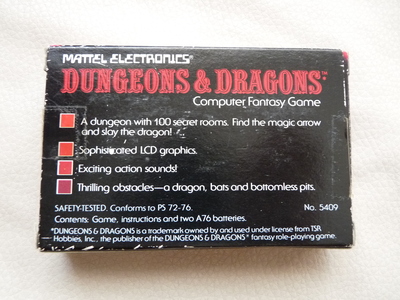 MATTEL ELECTRONICS®
DUNGEONS & DRAGONS™
Computer Fantasy Game
A dungeon with 100 secret rooms. Find the magic arrow
and slay the dragon!
Sophisticated LCD graphics.
Exciting action sounds!
Thrilling obstacles—a dragon, bats and bottomless pits.
SAFETY-TESTED. Conforms to PS 72-76. No. 5409
Contents: Game, instructions and two A76 batteries.
*DUNGEONS & DRAGONS is a trademark owned by and used under license from TSR
Hobbies, Inc., the publisher of the DUNGEONS & DRAGONS® fantasy role-playing game.